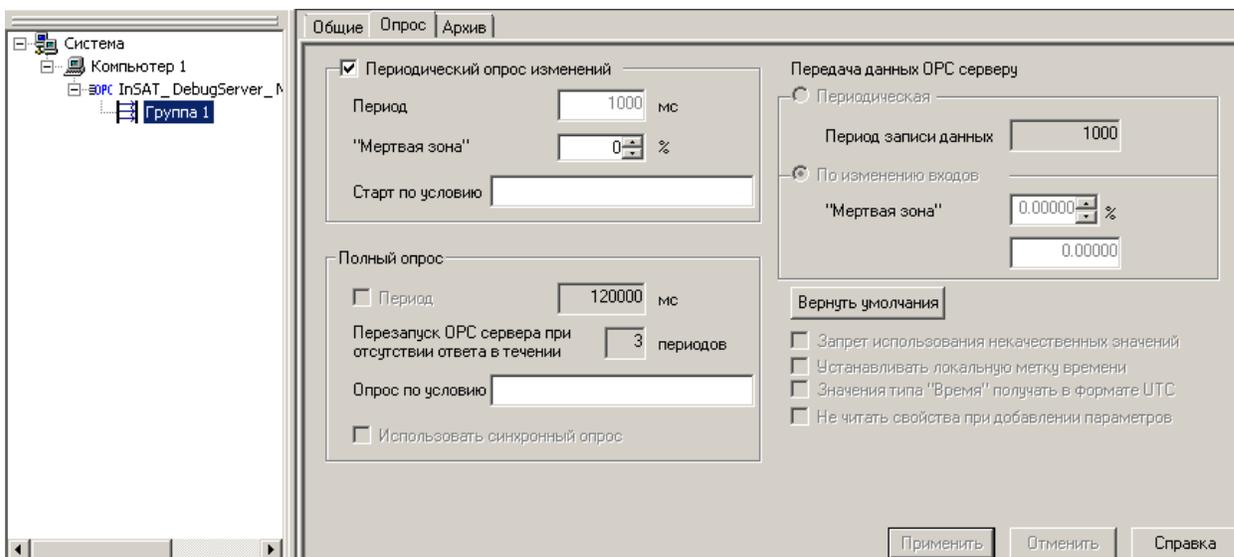 Система
Компьютер 1
OPC InSAT_DebugServer_
Группа 1
Общие Опрос Архив
Периодический опрос изменений
Период 1000 мс
"Мертвая зона" 0 %
Старт по условию
Полный опрос
Период 120000 мс
Перезапуск OPC сервера при
отсутствии ответа в течении 3 периодов
Опрос по условию
Использовать синхронный опрос
Передача данных OPC серверу
Периодическая
Период записи данных 1000
По изменению входов
"Мертвая зона" 0.00000 %
0.00000
Вернуть умолчания
Запрет использования некачественных значений
Устанавливать локальную метку времени
Значения типа "Время" получать в формате UTC
Не читать свойства при добавлении параметров
Применить Отменить Справка